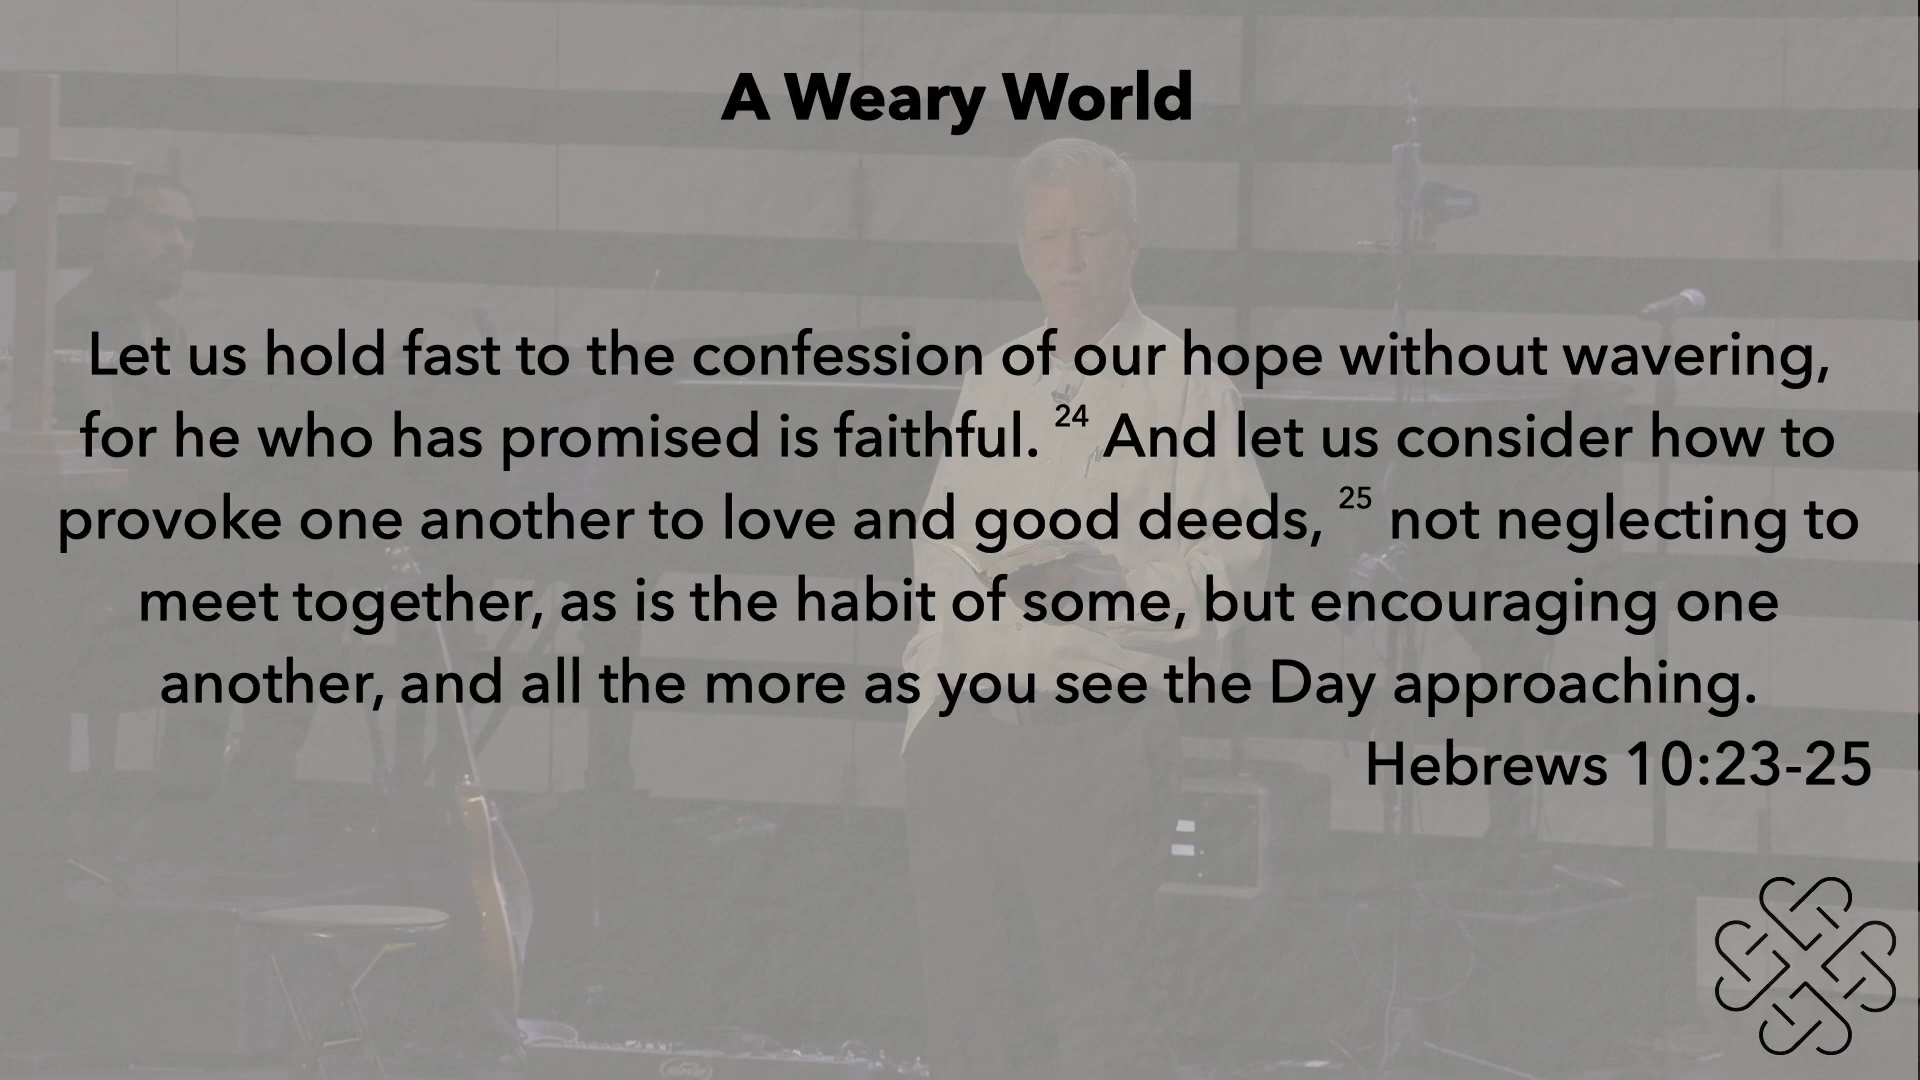 A Weary World
Let us hold fast to the confession of our hope without wavering,
for he who has promised is faithful. 24 And let us consider how to
provoke one another to love and good deeds, 25 not neglecting to
meet together, as is the habit of some, but encouraging one
another, and all the more as you see the Day approaching.
Hebrews 10:23-25